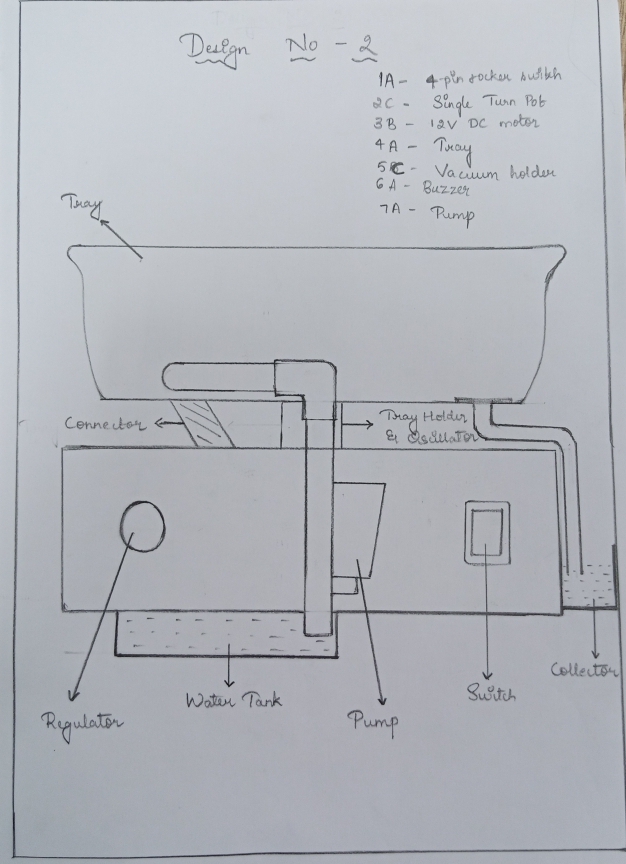 Design No - 2
1A - 4-pin rocker switch
2C - Single Turn Pot
3B - 12V DC motor
4A - Tray
5C - Vacuum holder
6A - Buzzer
7A - Pump
Tray
Connector
Tray Holder
& Oscillator
Collector
Switch
Water Tank
Pump
Regulator